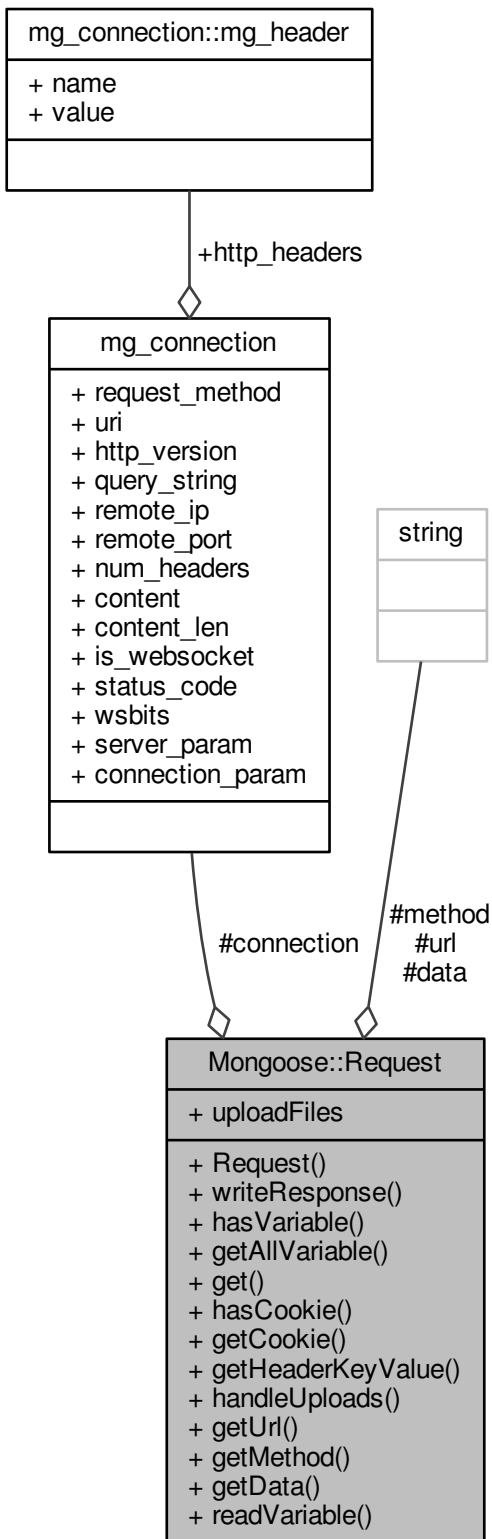 mg_connection::mg_header
+ name
+ value
+http_headers
mg_connection
+ request_method
+ uri
+ http_version
+ query_string
+ remote_ip
+ remote_port
+ num_headers
+ content
+ content_len
+ is_websocket
+ status_code
+ wsbits
+ server_param
+ connection_param
string
#connection
#method
#url
#data
Mongoose::Request
+ uploadFiles
+ Request()
+ writeResponse()
+ hasVariable()
+ getAllVariable()
+ get()
+ hasCookie()
+ getCookie()
+ getHeaderKeyValue()
+ handleUploads()
+ getUrl()
+ getMethod()
+ getData()
+ readVariable()